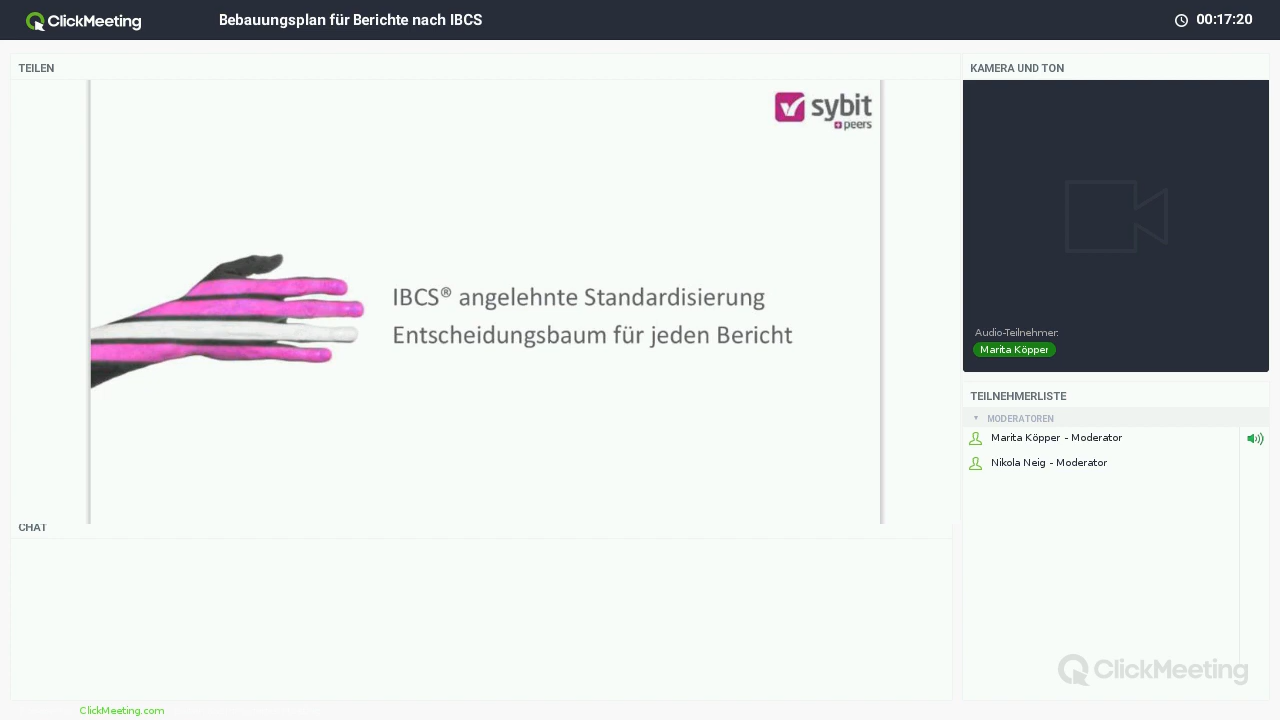 ClickMeeting
Bebauungsplan für Berichte nach IBCS
00:17:20
TEILEN
sybit
peers
IBCS® angelehnte Standardisierung
Entscheidungsbaum für jeden Bericht
CHAT
KAMERA UND TON
Audio-Teilnehmer:
Marita Köpper
TEILNEHMERLISTE
MODERATOREN
Marita Köpper - Moderator
Nikola Neig - Moderator
ClickMeeting
ClickMeeting.com